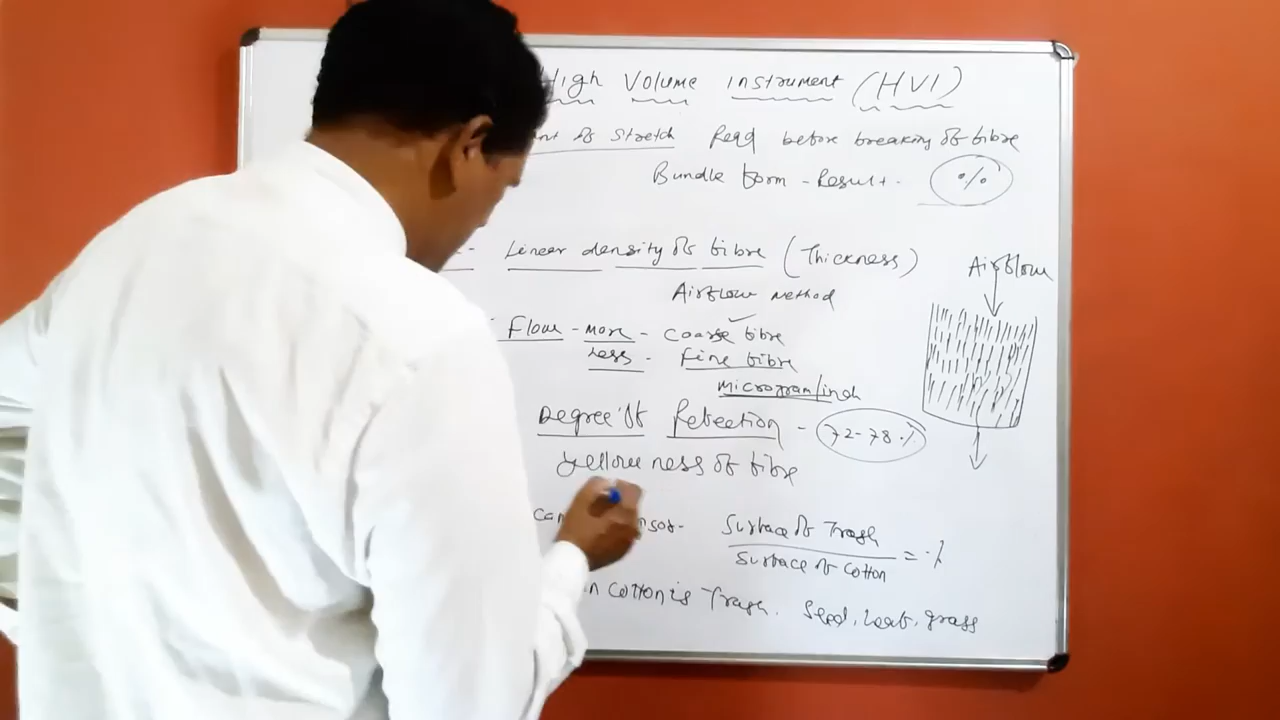 High Volume instrument (HVI)
of Stretch Read before breaking of fibre
Bundle form - Result - %
- Linear density of fibre (Thickness)
Airflow
Airflow method
Flow - more - coarse fibre
Less - Fine fibre
microgram/inch
Degree of Reflection - 72-78 %
yellowness of fibre
Surface of Trash
Surface of Cotton = %
in cotton is Trash. Seed, Leaf, grass